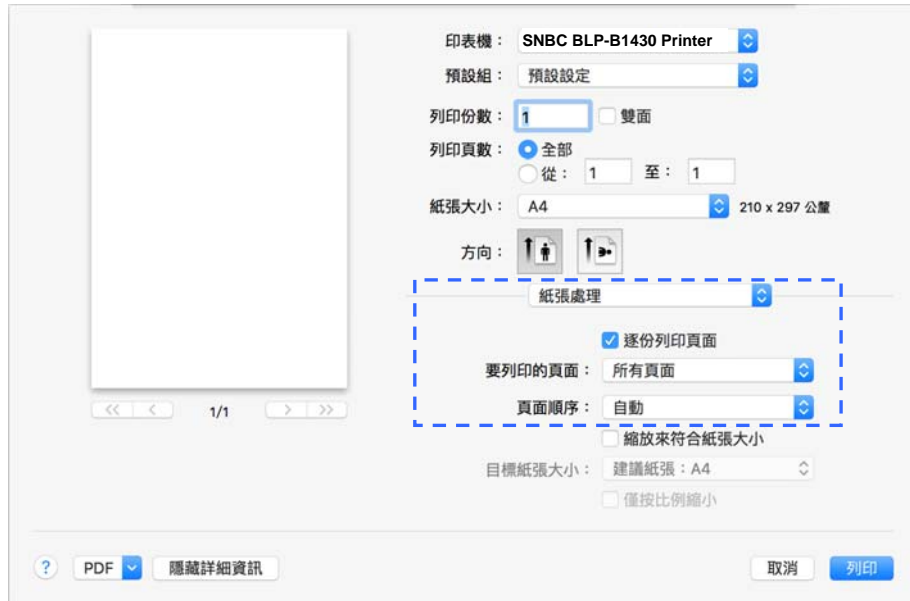 印表機： SNBC BLP-B1430 Printer
預設組： 預設設定
列印份數： 1 雙面
列印頁數： 全部
從： 1 至： 1
紙張大小： A4 210 x 297 公釐
方向：
紙張處理
逐份列印頁面
要列印的頁面： 所有頁面
<< < 1/1 > >> 頁面順序： 自動
縮放來符合紙張大小
目標紙張大小： 建議紙張：A4
僅按比例縮小
? PDF 隱藏詳細資訊 取消 列印